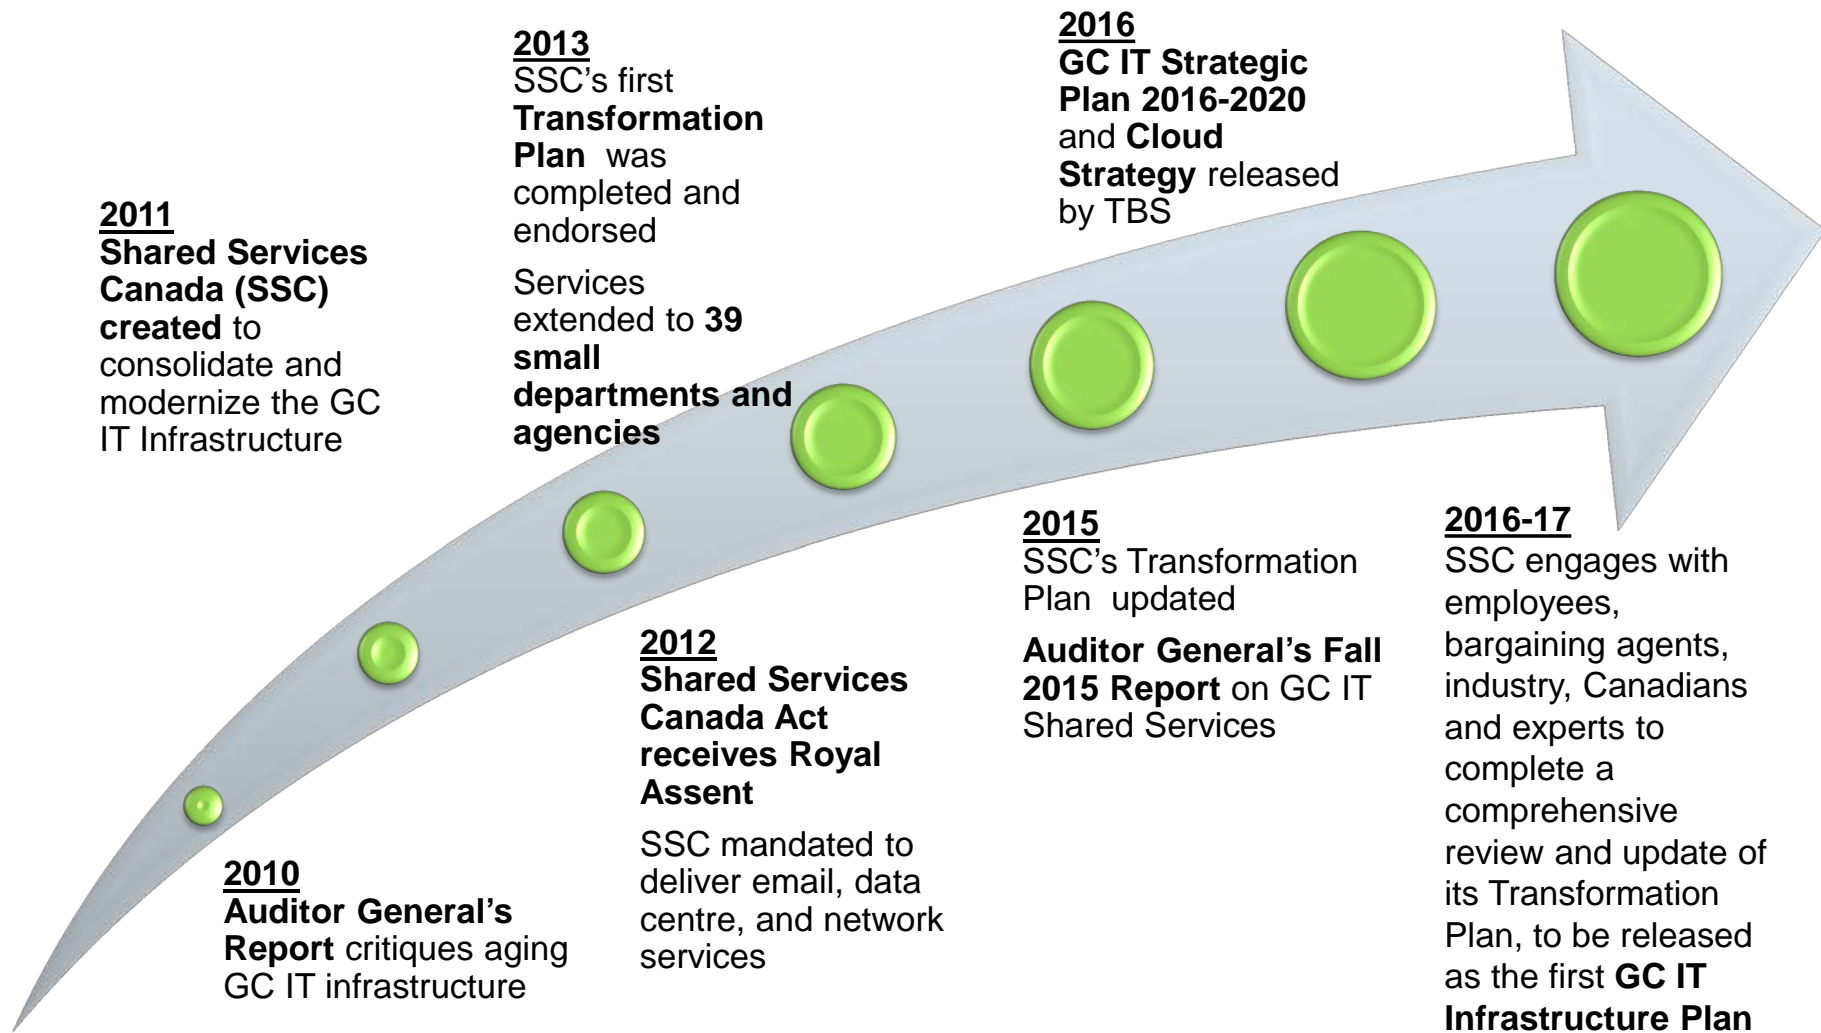 2011
Shared Services
Canada (SSC)
created to
consolidate and
modernize the GC
IT Infrastructure
2013
SSC’s first
Transformation
Plan was
completed and
endorsed
Services
extended to 39
small
departments and
agencies
2016
GC IT Strategic
Plan 2016-2020
and Cloud
Strategy released
by TBS
2010
Auditor General’s
Report critiques aging
GC IT infrastructure
2012
Shared Services
Canada Act
receives Royal
Assent
SSC mandated to
deliver email, data
centre, and network
services
2015
SSC’s Transformation
Plan updated
Auditor General’s Fall
2015 Report on GC IT
Shared Services
2016-17
SSC engages with
employees,
bargaining agents,
industry, Canadians
and experts to
complete a
comprehensive
review and update of
its Transformation
Plan, to be released
as the first GC IT
Infrastructure Plan